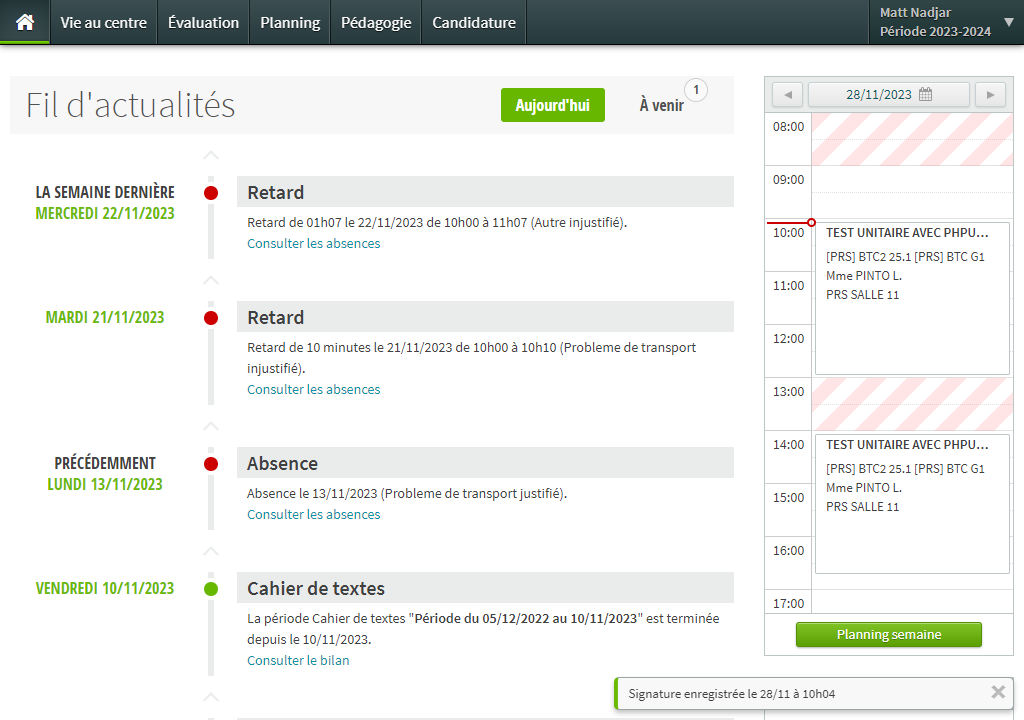 Vie au centre
Évaluation
Planning
Pédagogie
Candidature
Matt Nadjar
Période 2023-2024
Fil d'actualités
Aujourd'hui
À venir
1
LA SEMAINE DERNIÈRE
MERCREDI 22/11/2023
Retard
Retard de 01h07 le 22/11/2023 de 10h00 à 11h07 (Autre injustifié).
Consulter les absences
MARDI 21/11/2023
Retard
Retard de 10 minutes le 21/11/2023 de 10h00 à 10h10 (Probleme de transport
injustifié).
Consulter les absences
PRÉCÉDEMMENT
LUNDI 13/11/2023
Absence
Absence le 13/11/2023 (Probleme de transport justifié).
Consulter les absences
VENDREDI 10/11/2023
Cahier de textes
La période Cahier de textes "Période du 05/12/2022 au 10/11/2023" est terminée
depuis le 10/11/2023.
Consulter le bilan
28/11/2023
08:00
09:00
10:00
TEST UNITAIRE AVEC PHPU...
[PRS] BTC2 25.1 [PRS] BTC G1
Mme PINTO L.
PRS SALLE 11
11:00
12:00
13:00
14:00
TEST UNITAIRE AVEC PHPU...
[PRS] BTC2 25.1 [PRS] BTC G1
Mme PINTO L.
PRS SALLE 11
15:00
16:00
17:00
Planning semaine
Signature enregistrée le 28/11 à 10h04